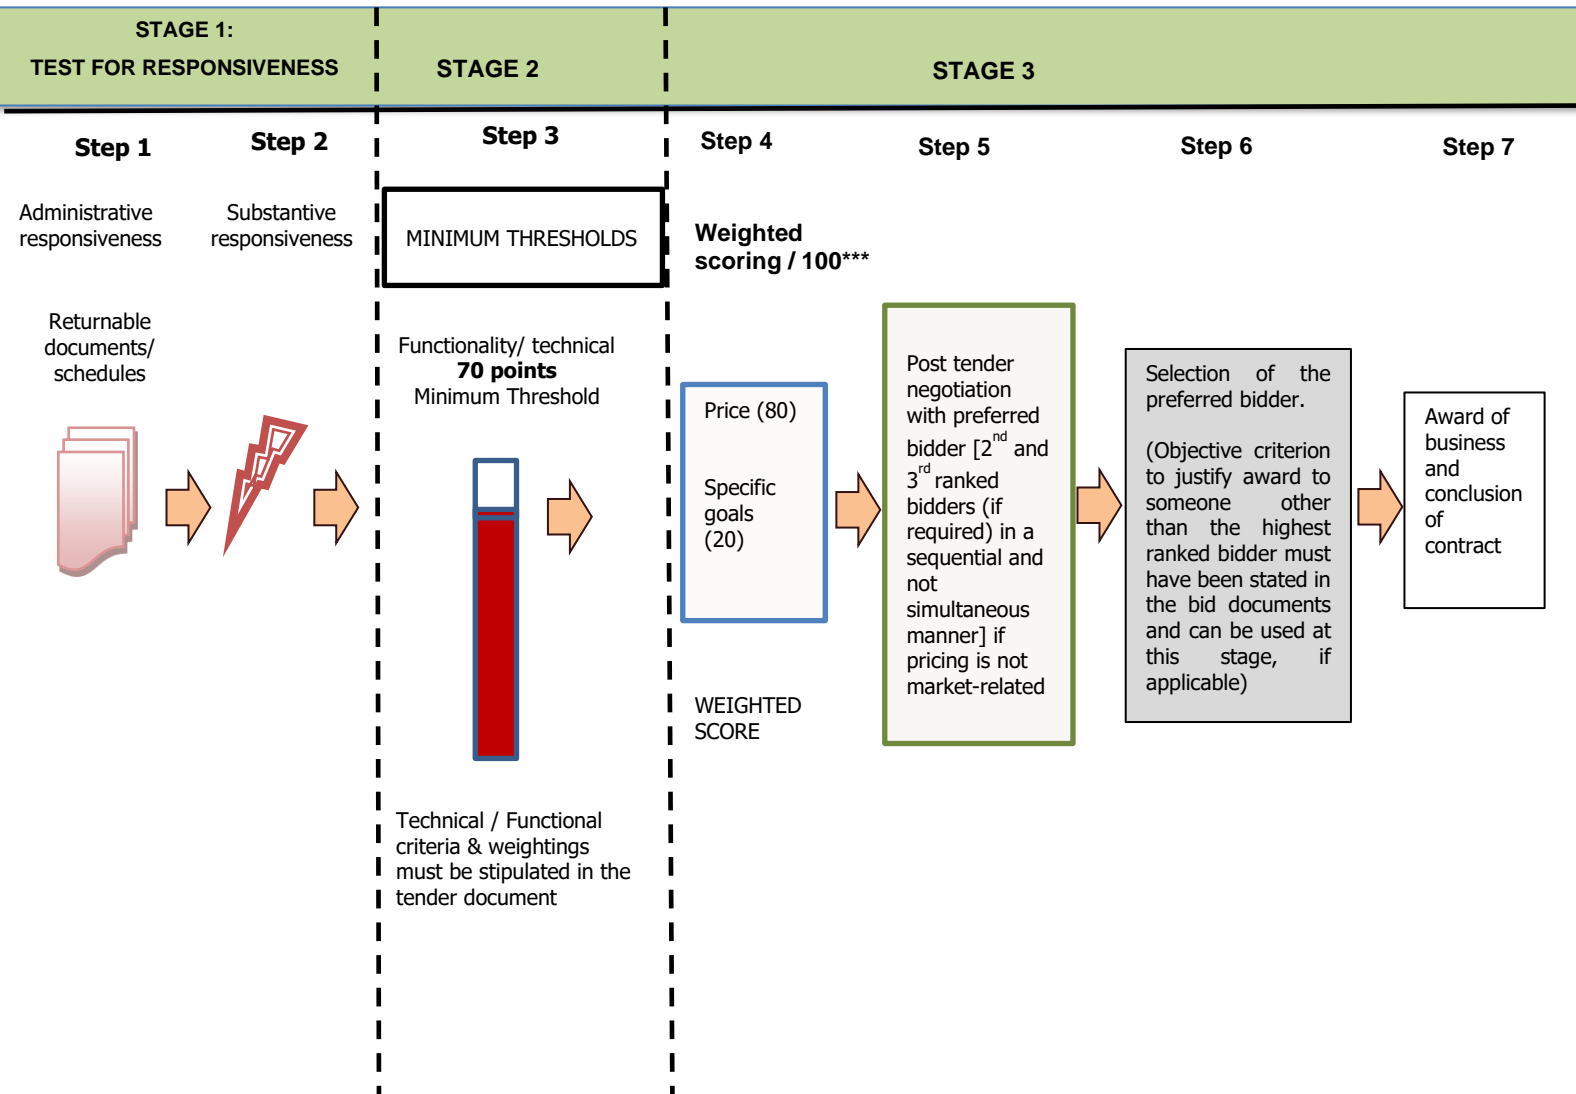 STAGE 1:
TEST FOR RESPONSIVENESS
STAGE 2
STAGE 3
Step 1
Step 2
Step 3
Step 4
Step 5
Step 6
Step 7
Administrative
responsiveness
Substantive
responsiveness
MINIMUM THRESHOLDS
Weighted
scoring / 100***
Returnable
documents/
schedules
Functionality/ technical
70 points
Minimum Threshold
Technical / Functional
criteria & weightings
must be stipulated in the
tender document
Price (80)
Specific
goals
(20)
WEIGHTED
SCORE
Post tender
negotiation
with preferred
bidder [2nd and
3rd ranked
bidders (if
required) in a
sequential and
not
simultaneous
manner] if
pricing is not
market-related
Selection of the
preferred bidder.
(Objective criterion
to justify award to
someone other
than the highest
ranked bidder must
have been stated in
the bid documents
and can be used at
this stage, if
applicable)
Award of
business
and
conclusion
of
contract